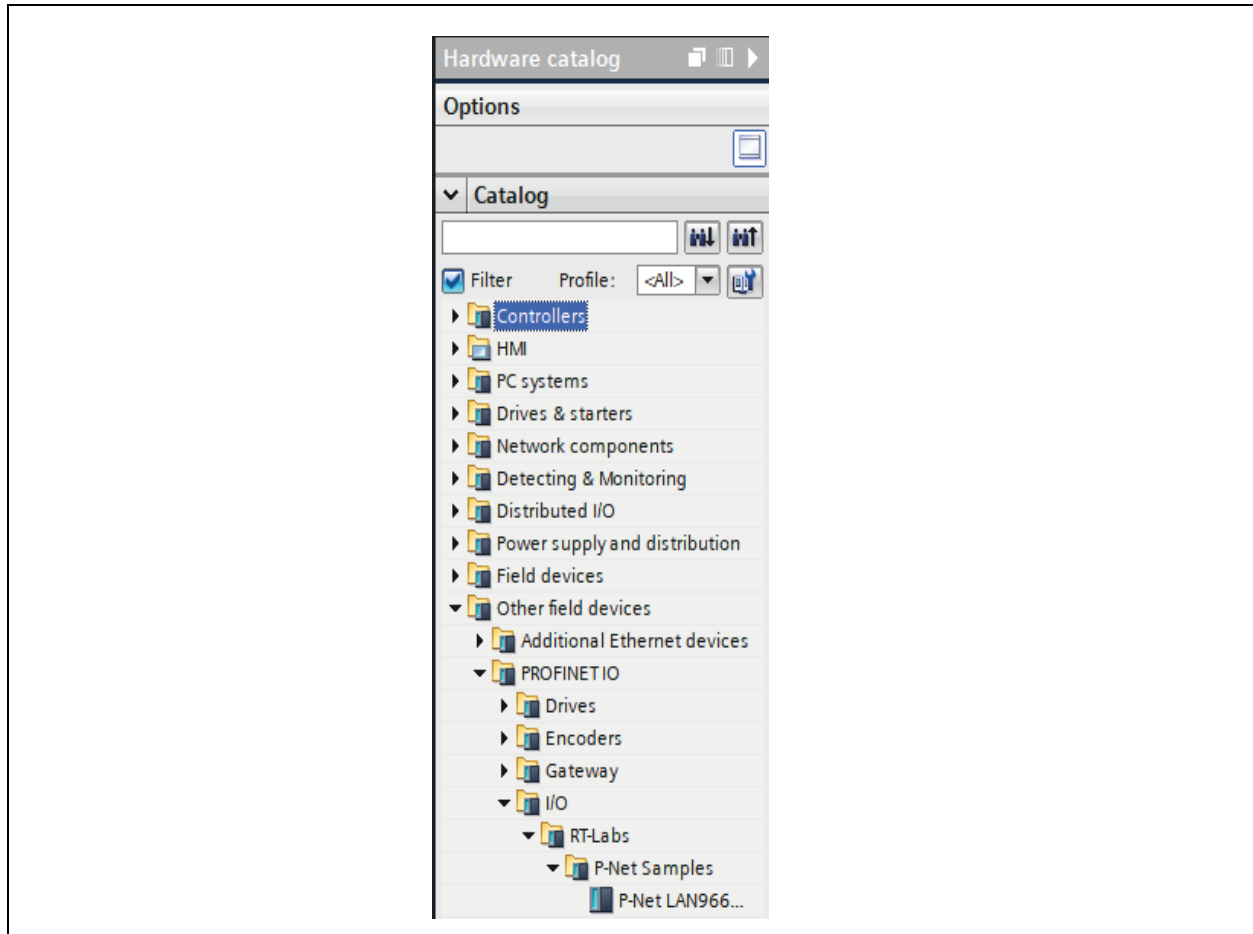 Hardware catalog
Options
Catalog
Filter Profile: <All>
Controllers
HMI
PC systems
Drives & starters
Network components
Detecting & Monitoring
Distributed I/O
Power supply and distribution
Field devices
Other field devices
Additional Ethernet devices
PROFINET IO
Drives
Encoders
Gateway
I/O
RT-Labs
P-Net Samples
P-Net LAN966...